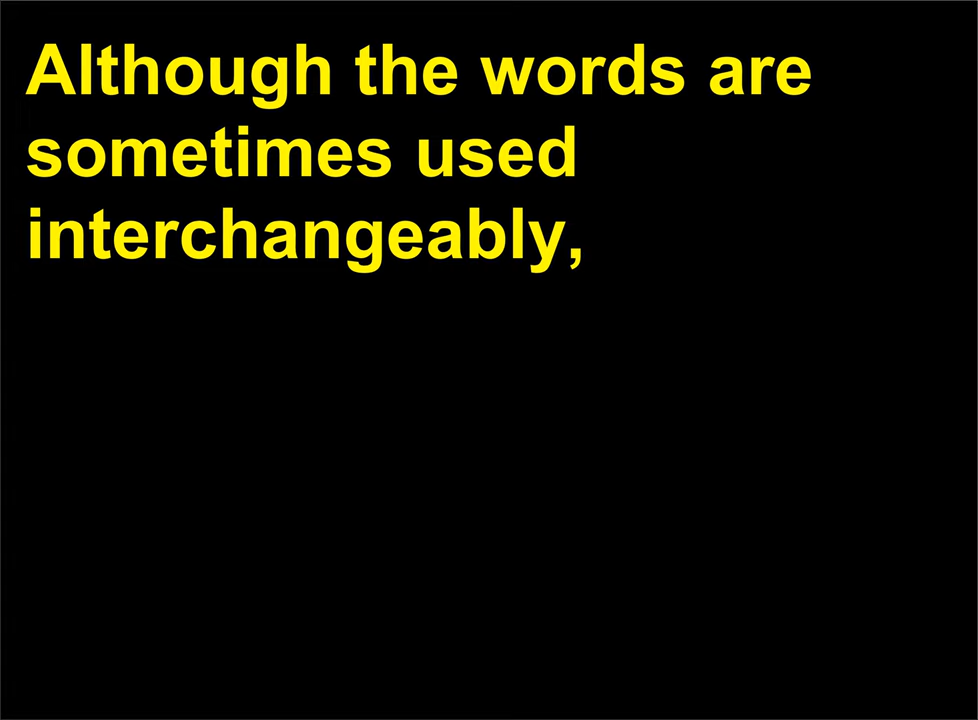 Although the words are
sometimes used
interchangeably,